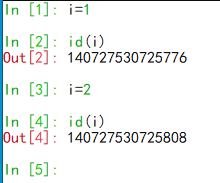 In [1]: i=1
In [2]: id(i)
Out[2]: 140727530725776
In [3]: i=2
In [4]: id(i)
Out[4]: 140727530725808
In [5]: